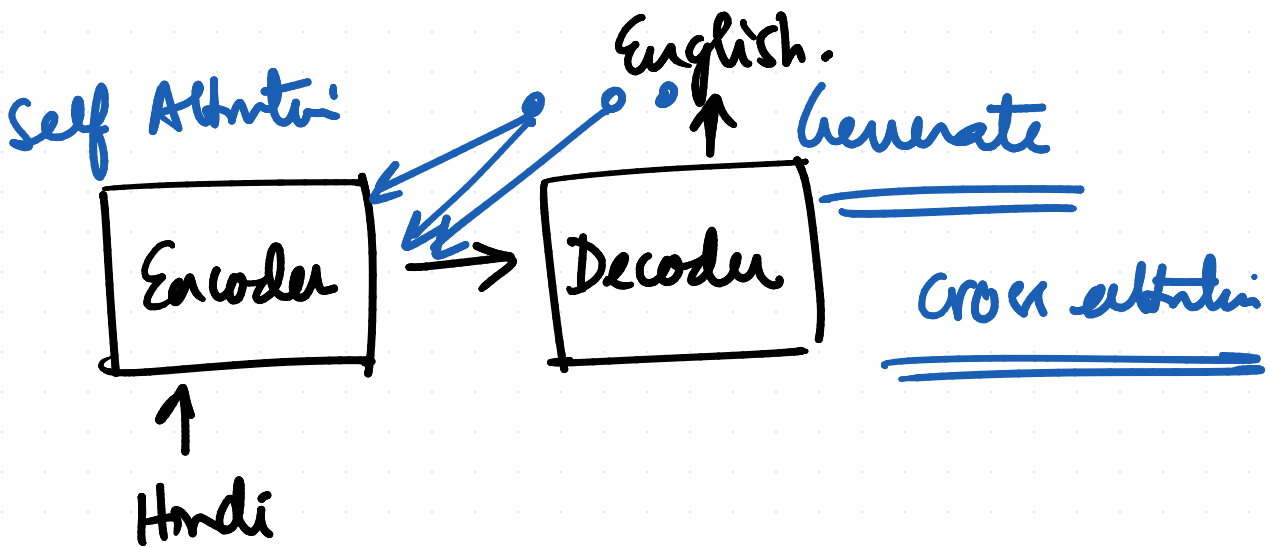 English.
Self Attention
Generate
Encoder
Decoder
Cross attention
Hindi